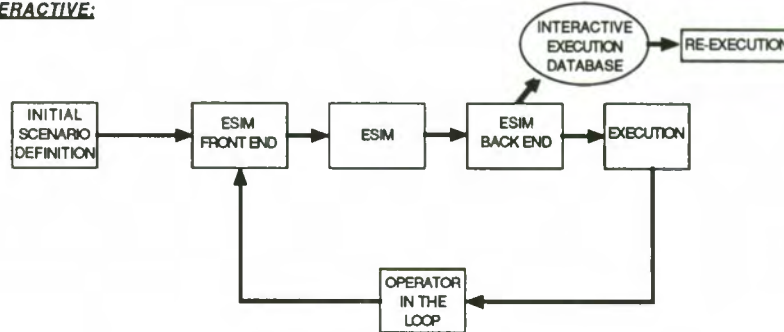 ERACTIVE:
INTERACTIVE
EXECUTION
DATABASE
RE-EXECUTION
INITIAL
SCENARIO
DEFINITION
ESIM
FRONT END
ESIM
ESIM
BACK END
EXECUTION
OPERATOR
IN THE
LOOP